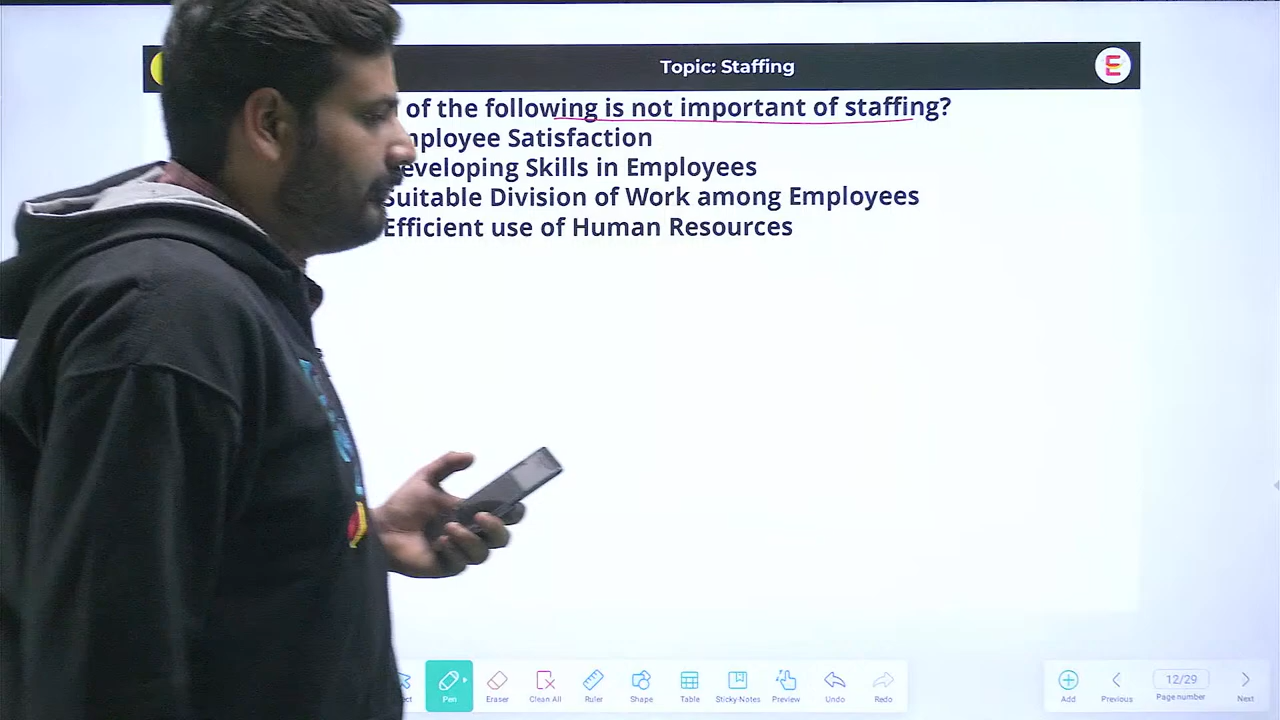 Topic: Staffing
E
of the following is not important of staffing?
Satisfaction
Skills in Employees
Suitable Division of Work among Employees
Efficient use of Human Resources
Pen
Eraser
Clean All
Ruler
Shape
Table
Sticky Notes
Preview
Undo
Redo
Add
Previous
12/29
Page number
Next